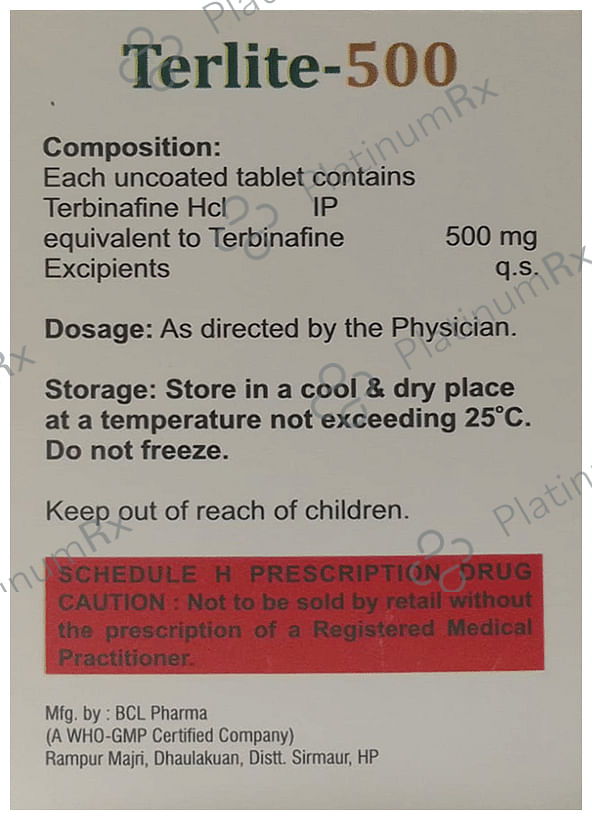 Terlite-500
Composition:
Each uncoated tablet contains
Terbinafine Hcl IP
equivalent to Terbinafine 500 mg
Excipients q.s.
Dosage: As directed by the Physician.
Storage: Store in a cool & dry place
at a temperature not exceeding 25°C.
Do not freeze.
Keep out of reach of children.
SCHEDULE H PRESCRIPTION DRUG
CAUTION : Not to be sold by retail without
the prescription of a Registered Medical
Practitioner.
Mfg. by : BCL Pharma
(A WHO-GMP Certified Company)
Rampur Majri, Dhaulakuan, Distt. Sirmaur, HP
PlatinumRx
PlatinumRx